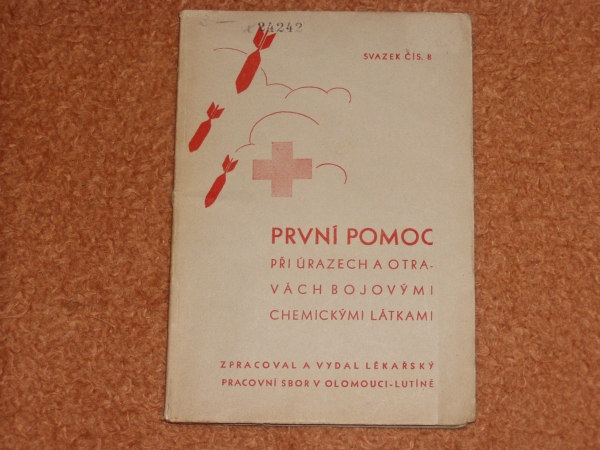 24242
SVAZEK ČÍS. 8
PRVNÍ POMOC
PŘI ÚRAZECH A OTRA-
VÁCH BOJOVÝMI
CHEMICKÝMI LÁTKAMI
ZPRACOVAL A VYDAL LÉKAŘSKÝ
PRACOVNÍ SBOR V OLOMOUCI-LUTÍNĚ